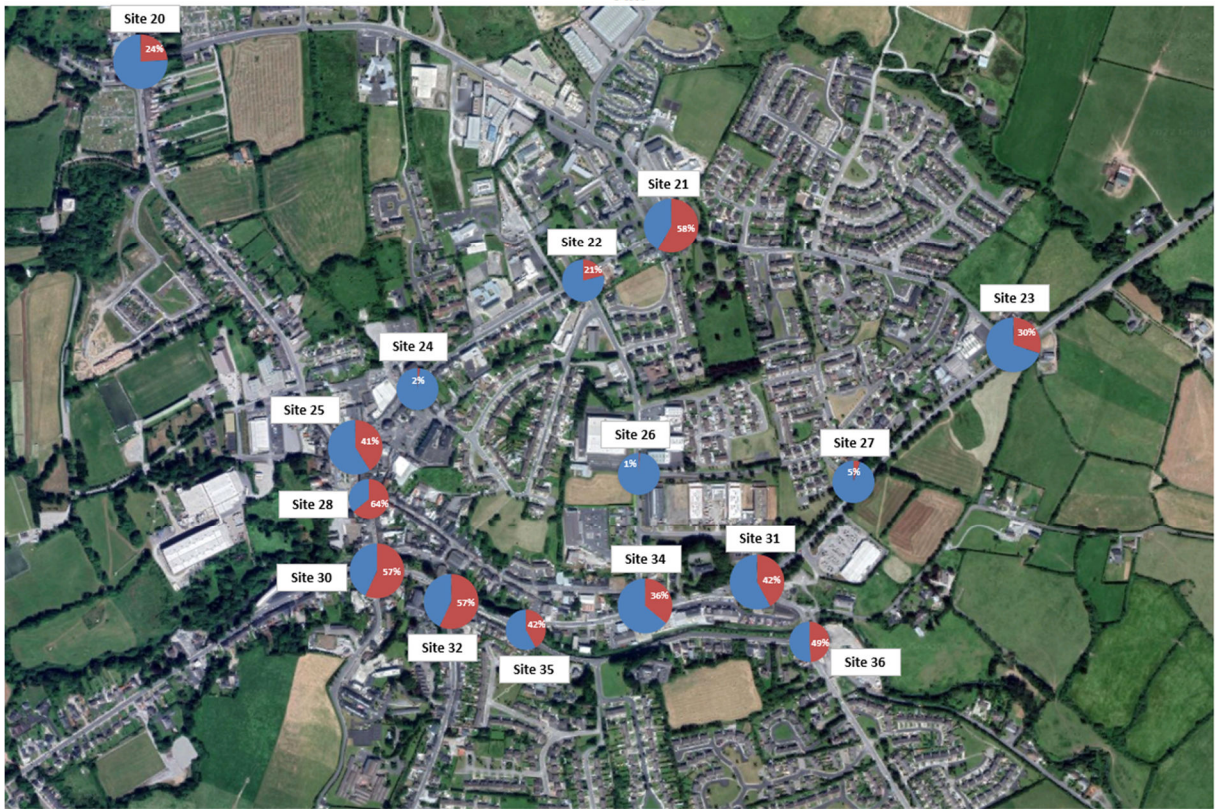 Site 20
24%
Site 21
58%
Site 22
21%
Site 23
30%
Site 24
2%
Site 25
41%
Site 26
1%
Site 27
5%
Site 28
64%
Site 30
57%
Site 31
42%
Site 34
36%
Site 32
57%
Site 35
42%
Site 36
49%